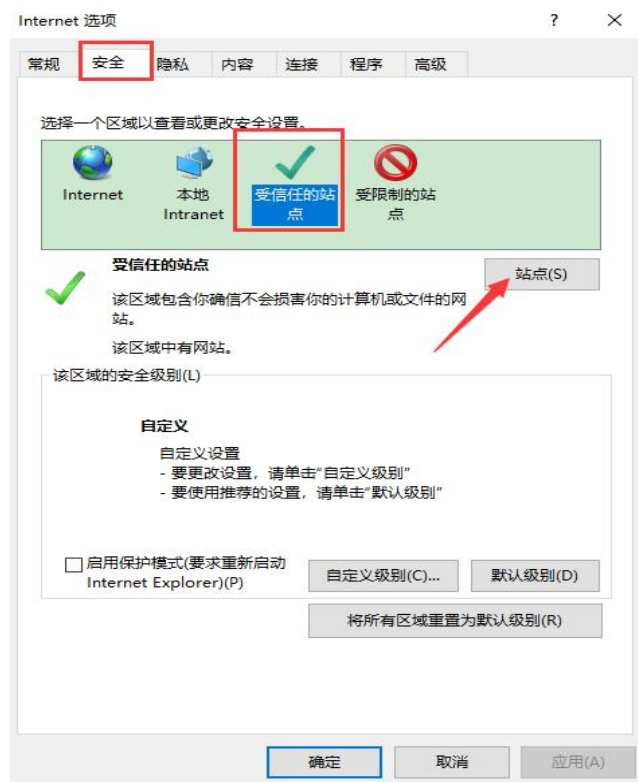 Internet 选项
? ×
常规 安全 隐私 内容 连接 程序 高级
选择一个区域以查看或更改安全设置。
Internet
本地
Intranet
受信任的站
点
受限制的站
点
受信任的站点
站点(S)
该区域包含你确信不会损害你的计算机或文件的网
站。
该区域中有网站。
该区域的安全级别(L)
自定义
自定义设置
- 要更改设置，请单击“自定义级别”
- 要使用推荐的设置，请单击“默认级别”
启用保护模式(要求重新启动
Internet Explorer)(P)
自定义级别(C)...
默认级别(D)
将所有区域重置为默认级别(R)
确定 取消 应用(A)